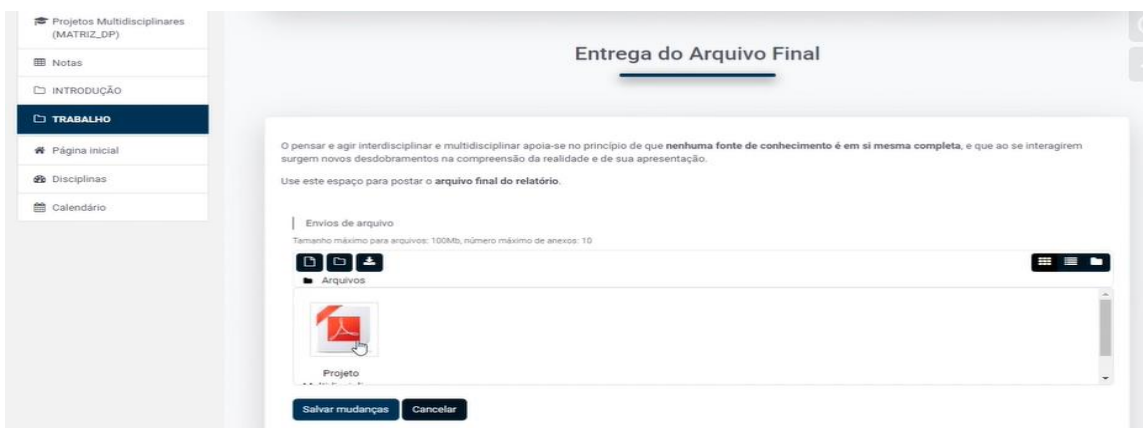 Projetos Multidisciplinares
(MATRIZ_DP)
Notas
INTRODUÇÃO
TRABALHO
Página inicial
Disciplinas
Calendário
Entrega do Arquivo Final
O pensar e agir interdisciplinar e multidisciplinar apoia-se no princípio de que nenhuma fonte de conhecimento é em si mesma completa, e que ao se interagirem
surgem novos desdobramentos na compreensão da realidade e de sua apresentação.
Use este espaço para postar o arquivo final do relatório.
Envios de arquivo
Tamanho máximo para arquivos: 100Mb, número máximo de anexos: 10
Arquivos
Projeto
Salvar mudanças Cancelar